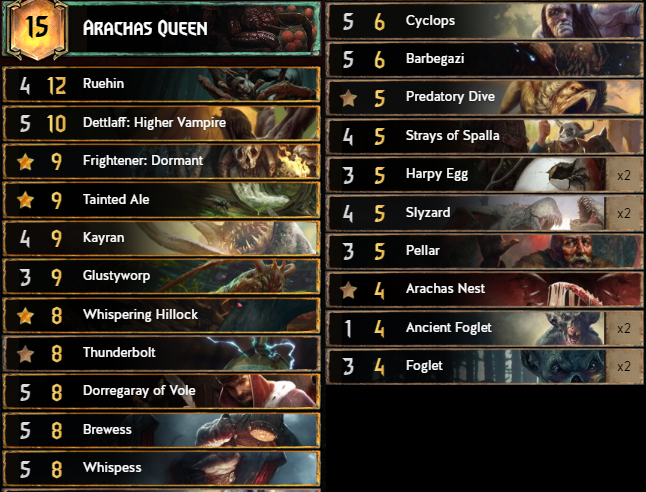 15 ARACHAS QUEEN
4 12 Ruehin
5 10 Dettlaff: Higher Vampire
9 Frightener: Dormant
9 Tainted Ale
4 9 Kayran
3 9 Glustyworp
8 Whispering Hillock
8 Thunderbolt
5 8 Dorregaray of Vole
5 8 Brewess
5 8 Whispess
5 6 Cyclops
5 6 Barbegazi
5 Predatory Dive
4 5 Strays of Spalla
3 5 Harpy Egg x2
4 5 Slyzard x2
3 5 Pellar
4 Arachas Nest
1 4 Ancient Foglet x2
3 4 Foglet x2